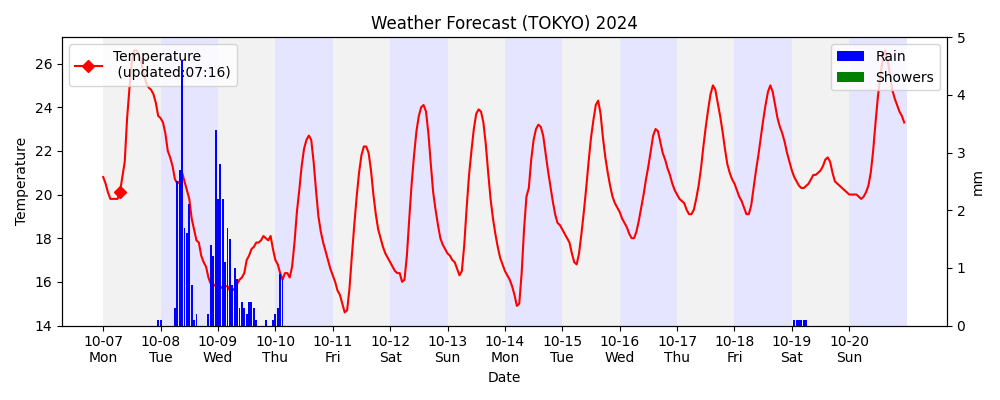 Weather Forecast (TOKYO) 2024
Temperature
(updated:07:16)
Rain
Showers
Temperature
26
24
22
20
18
16
14
5
4
3
2
1
0
mm
10-07 10-08 10-09 10-10 10-11 10-12 10-13 10-14 10-15 10-16 10-17 10-18 10-19 10-20
Mon Tue Wed Thu Fri Sat Sun Mon Tue Wed Thu Fri Sat Sun
Date